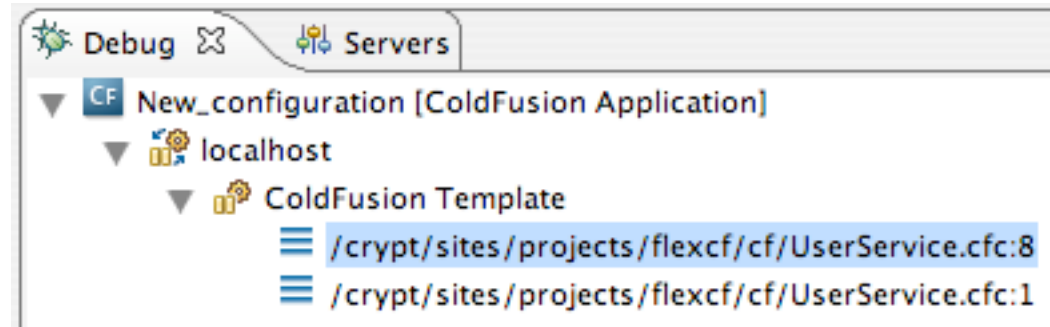 Debug Servers
CF New_configuration [ColdFusion Application]
localhost
ColdFusion Template
/crypt/sites/projects/flexcf/cf/UserService.cfc:8
/crypt/sites/projects/flexcf/cf/UserService.cfc:1